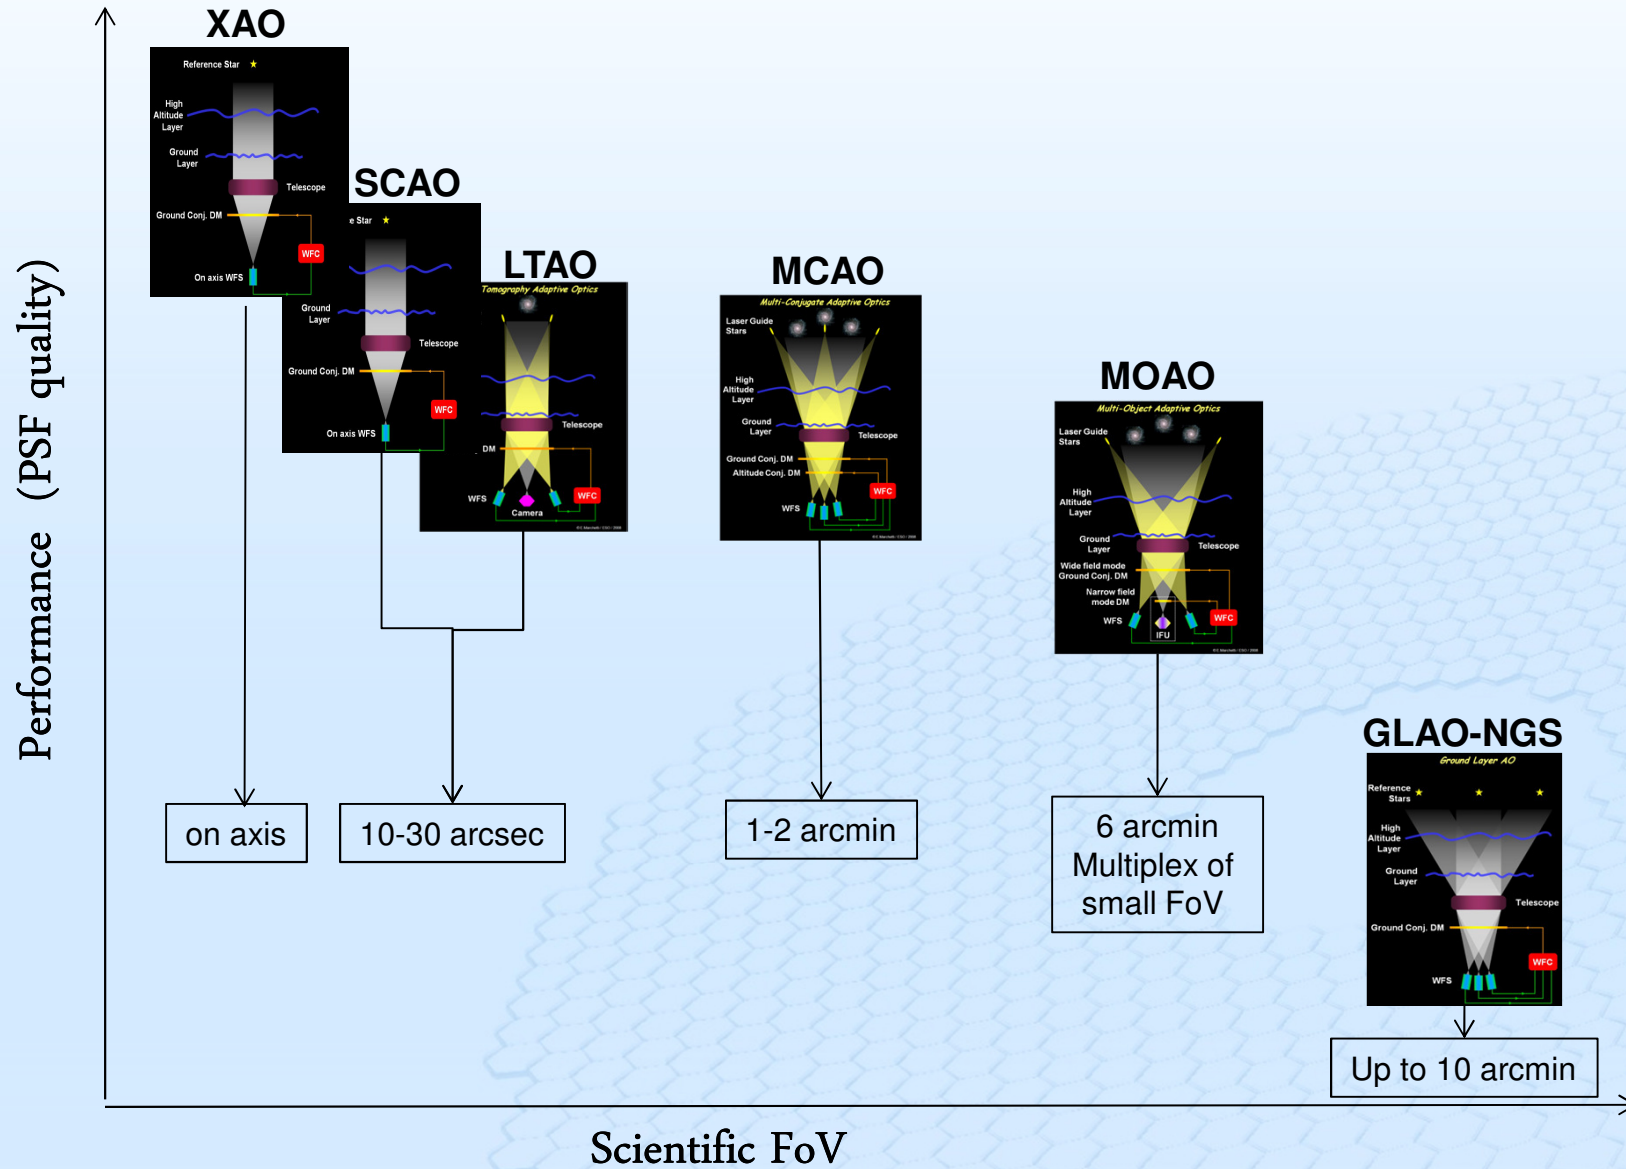 XAO
Reference Star
High
Altitude
Layer
Ground
Layer
Telescope
Ground Conj. DM
WFC
On axis WFS
SCAO
e Star
Ground
Layer
Telescope
Ground Conj. DM
WFC
On axis WFS
LTAO
Tomography Adaptive Optics
Telescope
DM
WFS
WFC
Camera
MCAO
Multi-Conjugate Adaptive Optics
Laser Guide
Stars
High
Altitude
Layer
Ground
Layer
Telescope
Ground Conj. DM
Altitude Conj. DM
WFC
WFS
MOAO
Multi-Object Adaptive Optics
Laser Guide
Stars
High
Altitude
Layer
Ground
Layer
Telescope
Wide field mode
Ground Conj. DM
Narrow field
mode DM
WFS
WFC
IFU
GLAO-NGS
Ground Layer AO
Reference
Stars
High
Altitude
Layer
Ground
Layer
Telescope
Ground Conj. DM
WFC
WFS
on axis
10-30 arcsec
1-2 arcmin
6 arcmin
Multiplex of
small FoV
Up to 10 arcmin
Performance (PSF quality)
Scientific FoV